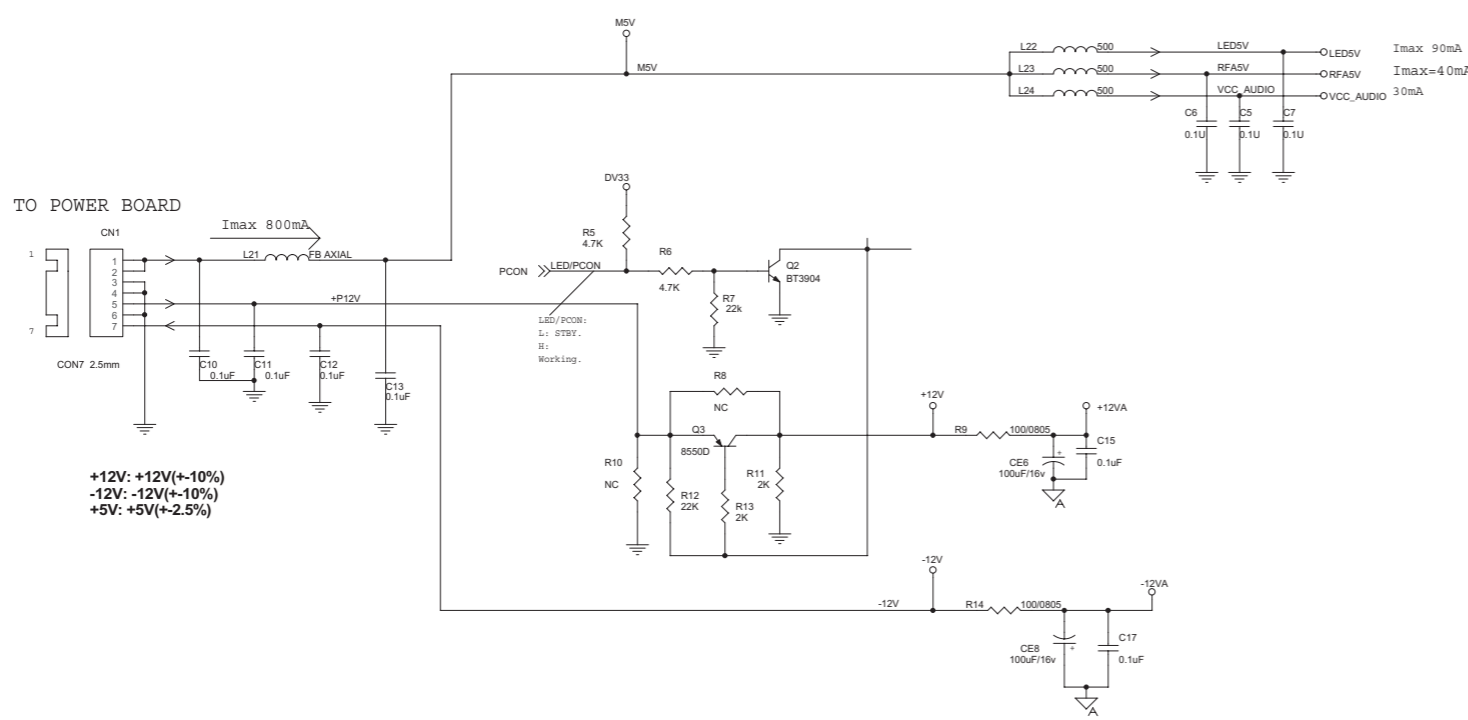 M5V
M5V
L22
500
LED5V
LED5V
Imax 90mA
L23
500
RFA5V
RFA5V
Imax=40mA
L24
500
VCC_AUDIO
VCC_AUDIO
30mA
C6
0.1U
C5
0.1U
C7
0.1U
TO POWER BOARD
CN1
1
7
1
2
3
4
5
6
7
CON7 2.5mm
Imax 800mA
L21
FB AXIAL
+P12V
C10
0.1uF
C11
0.1uF
C12
0.1uF
C13
0.1uF
DV33
R5
4.7K
PCON
LED/PCON
R6
4.7K
R7
22k
Q2
BT3904
LED/PCON:
L: STBY.
H:
Working.
R8
NC
Q3
8550D
R10
NC
R12
22K
R13
2K
R11
2K
+12V
R9
100/0805
+12VA
CE6
100uF/16v
+
C15
0.1uF
A
+12V: +12V(+-10%)
-12V: -12V(+-10%)
+5V: +5V(+-2.5%)
-12V
-12V
R14
100/0805
-12VA
CE8
100uF/16v
+
C17
0.1uF
A